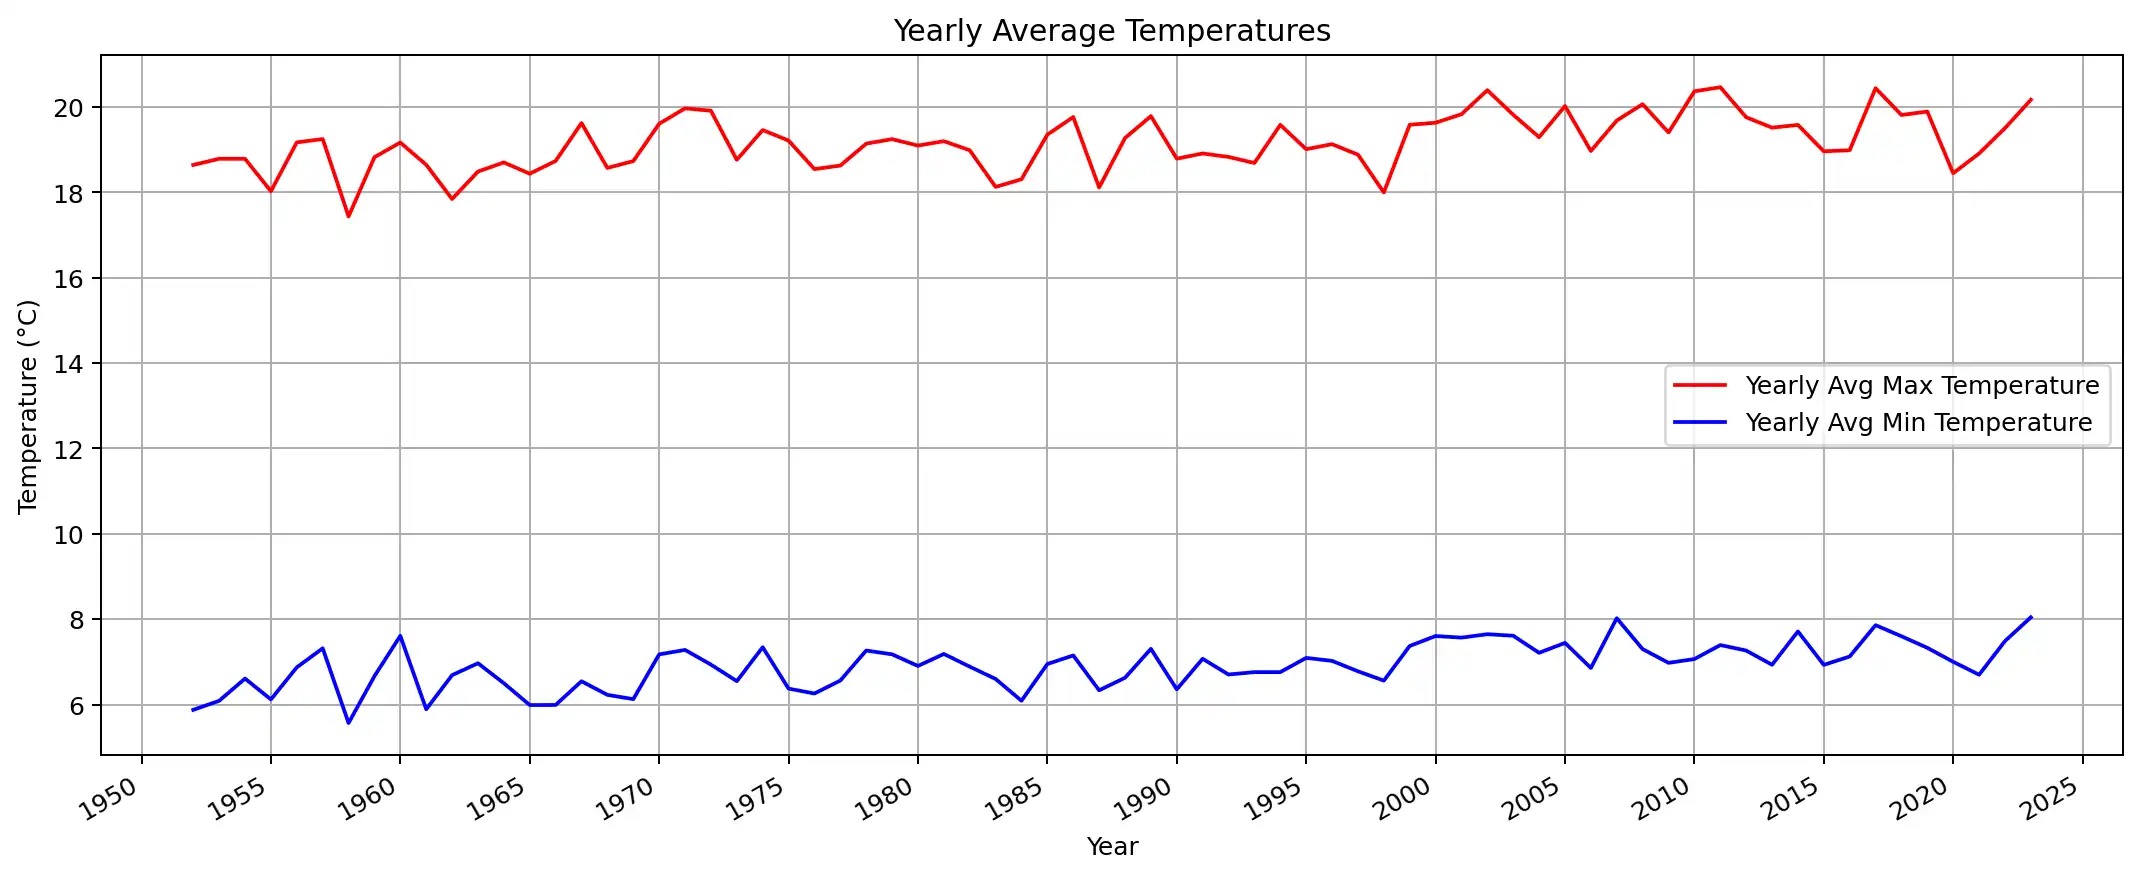 Yearly Average Temperatures
20
18
16
14
12
10
8
6
Temperature (°C)
Yearly Avg Max Temperature
Yearly Avg Min Temperature
1950 1955 1960 1965 1970 1975 1980 1985 1990 1995 2000 2005 2010 2015 2020 2025
Year